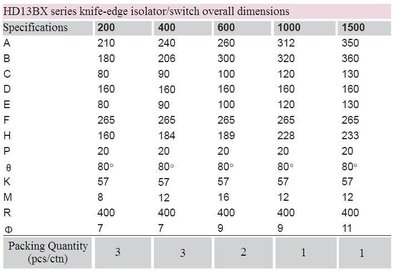 HD13BX series knife-edge isolator/switch overall dimensions
Specifications 200 400 600 1000 1500
A 210 240 260 312 350
B 180 206 300 320 360
C 80 90 100 120 130
D 160 160 160 160 160
E 80 90 100 120 130
F 265 265 265 265 265
H 160 184 189 228 233
P 20 20 20 20 20
θ 80° 80° 80° 80° 80°
K 57 57 57 57 57
M 8 12 16 12 12
R 400 400 400 400 400
Φ 7 7 9 9 11
Packing Quantity 3 3 2 1 1
(pcs/ctn)